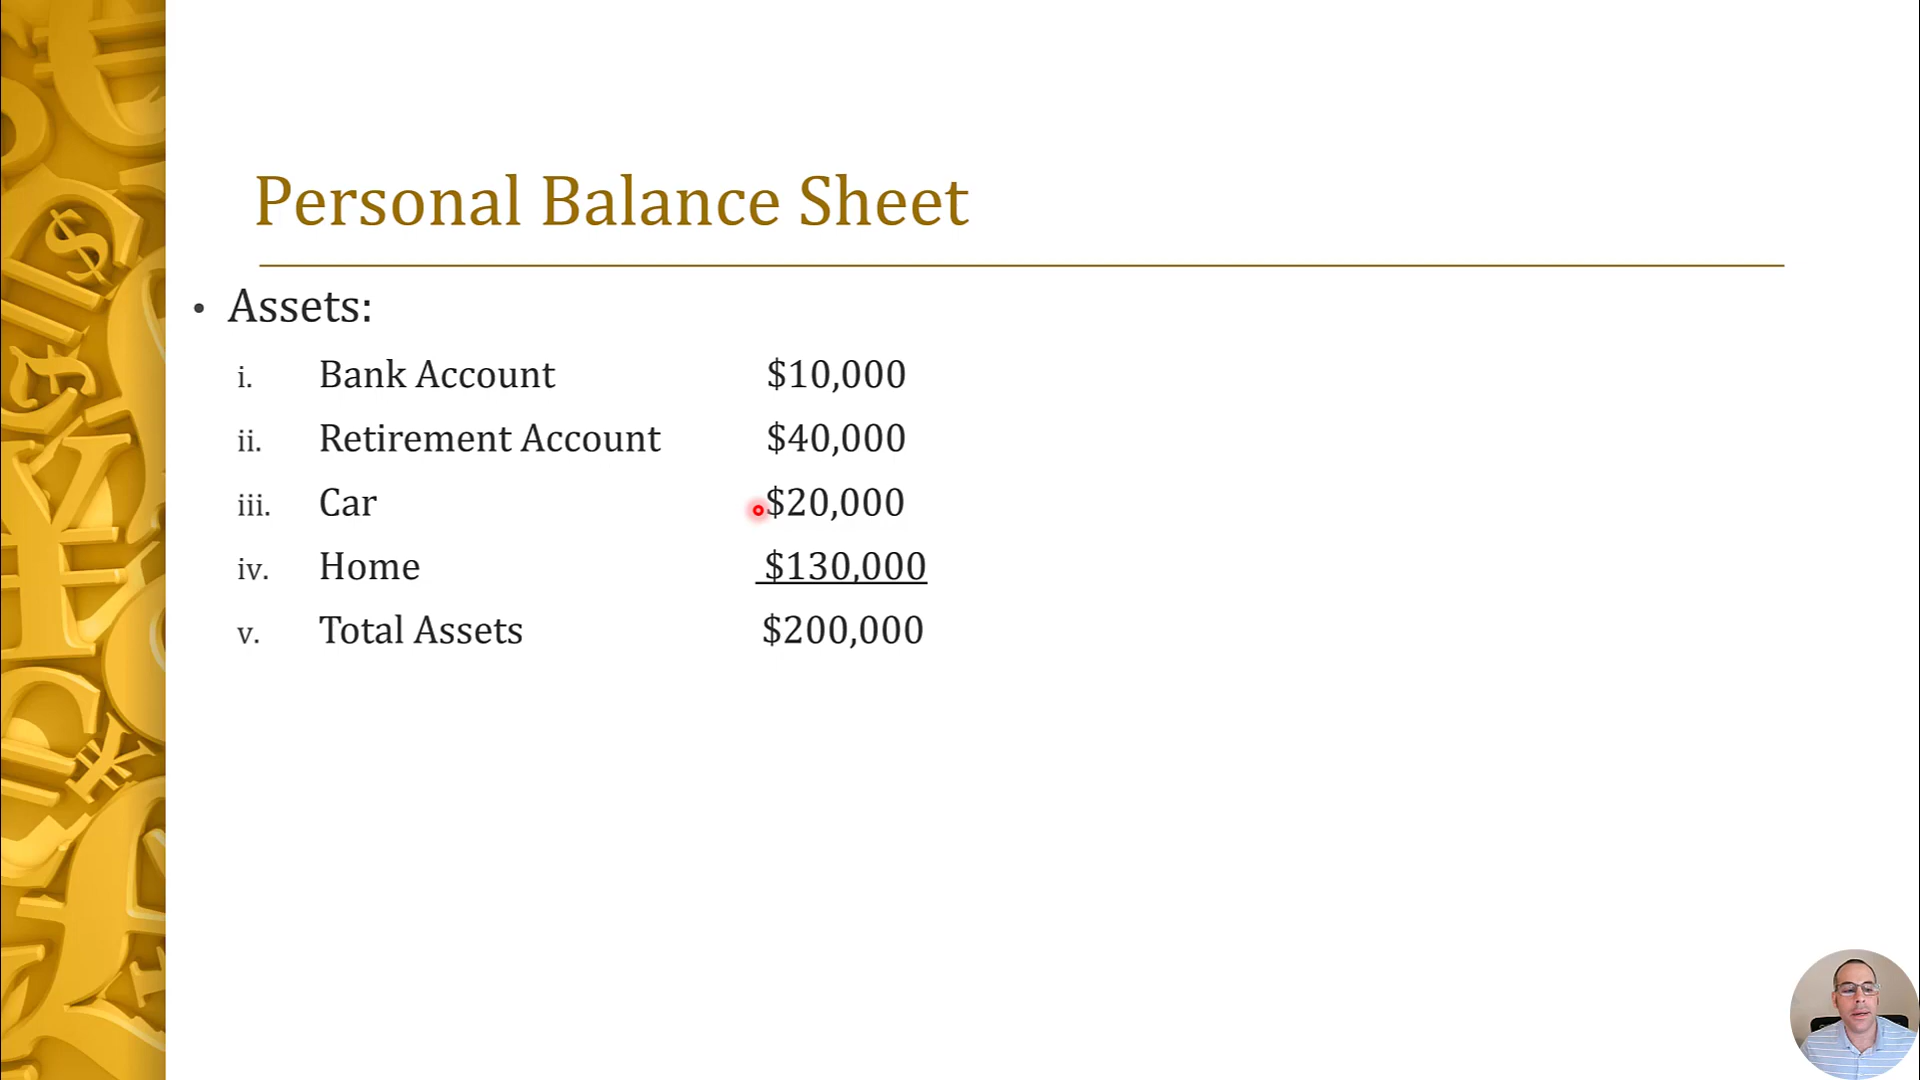 Personal Balance Sheet
• Assets:
i. Bank Account $10,000
ii. Retirement Account $40,000
iii. Car $20,000
iv. Home $130,000
v. Total Assets $200,000